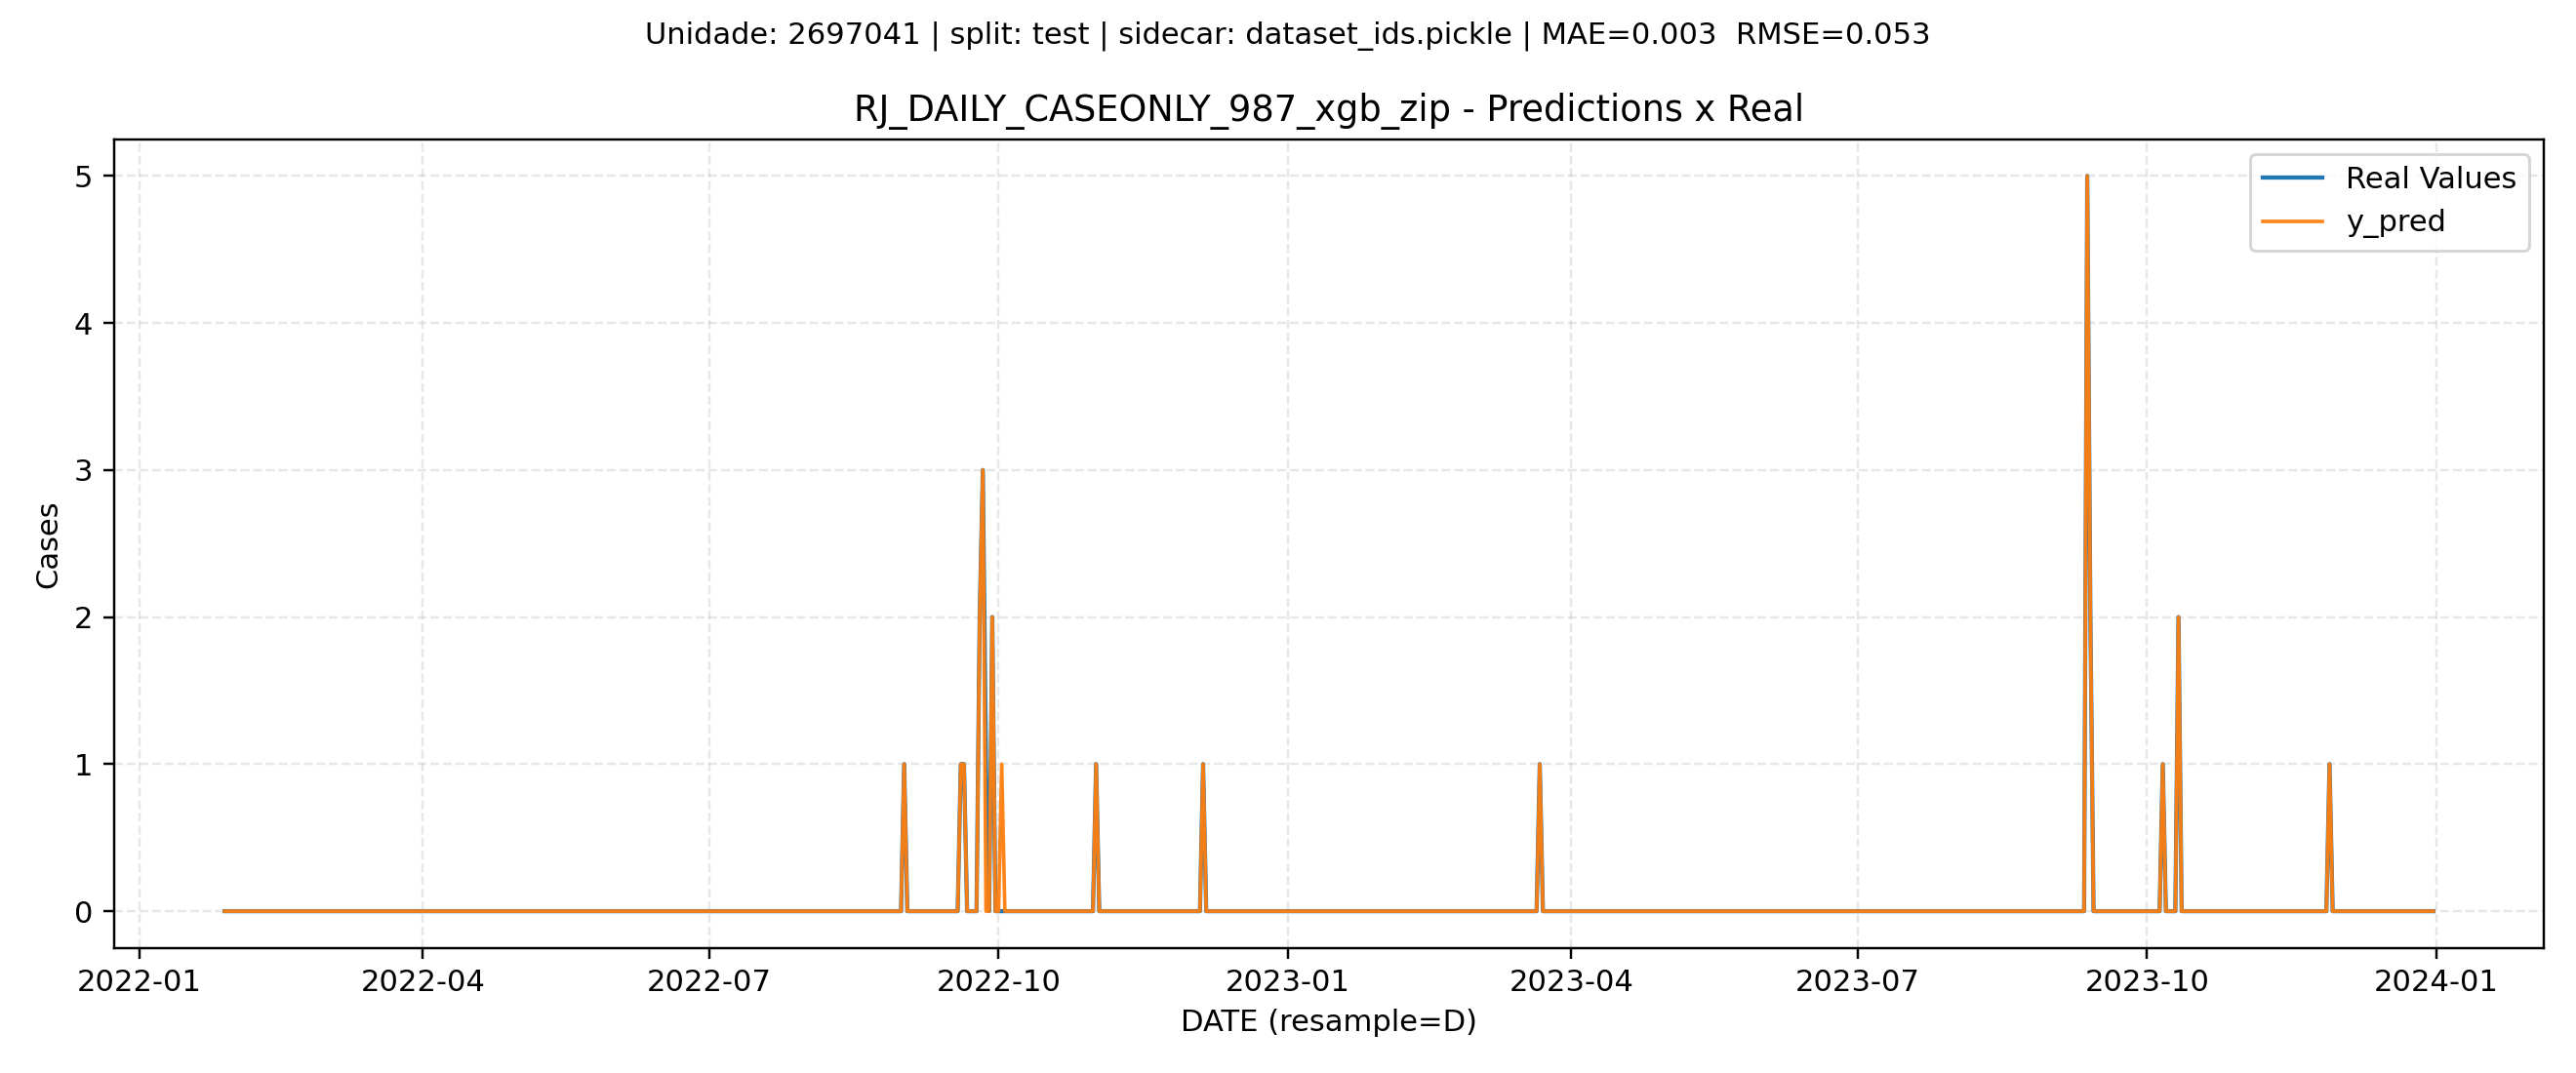 Unidade: 2697041 | split: test | sidecar: dataset_ids.pickle | MAE=0.003  RMSE=0.053
RJ_DAILY_CASEONLY_987_xgb_zip - Predictions x Real
Real Values
y_pred
5
4
3
2
1
0
Cases
2022-01
2022-04
2022-07
2022-10
2023-01
2023-04
2023-07
2023-10
2024-01
DATE (resample=D)